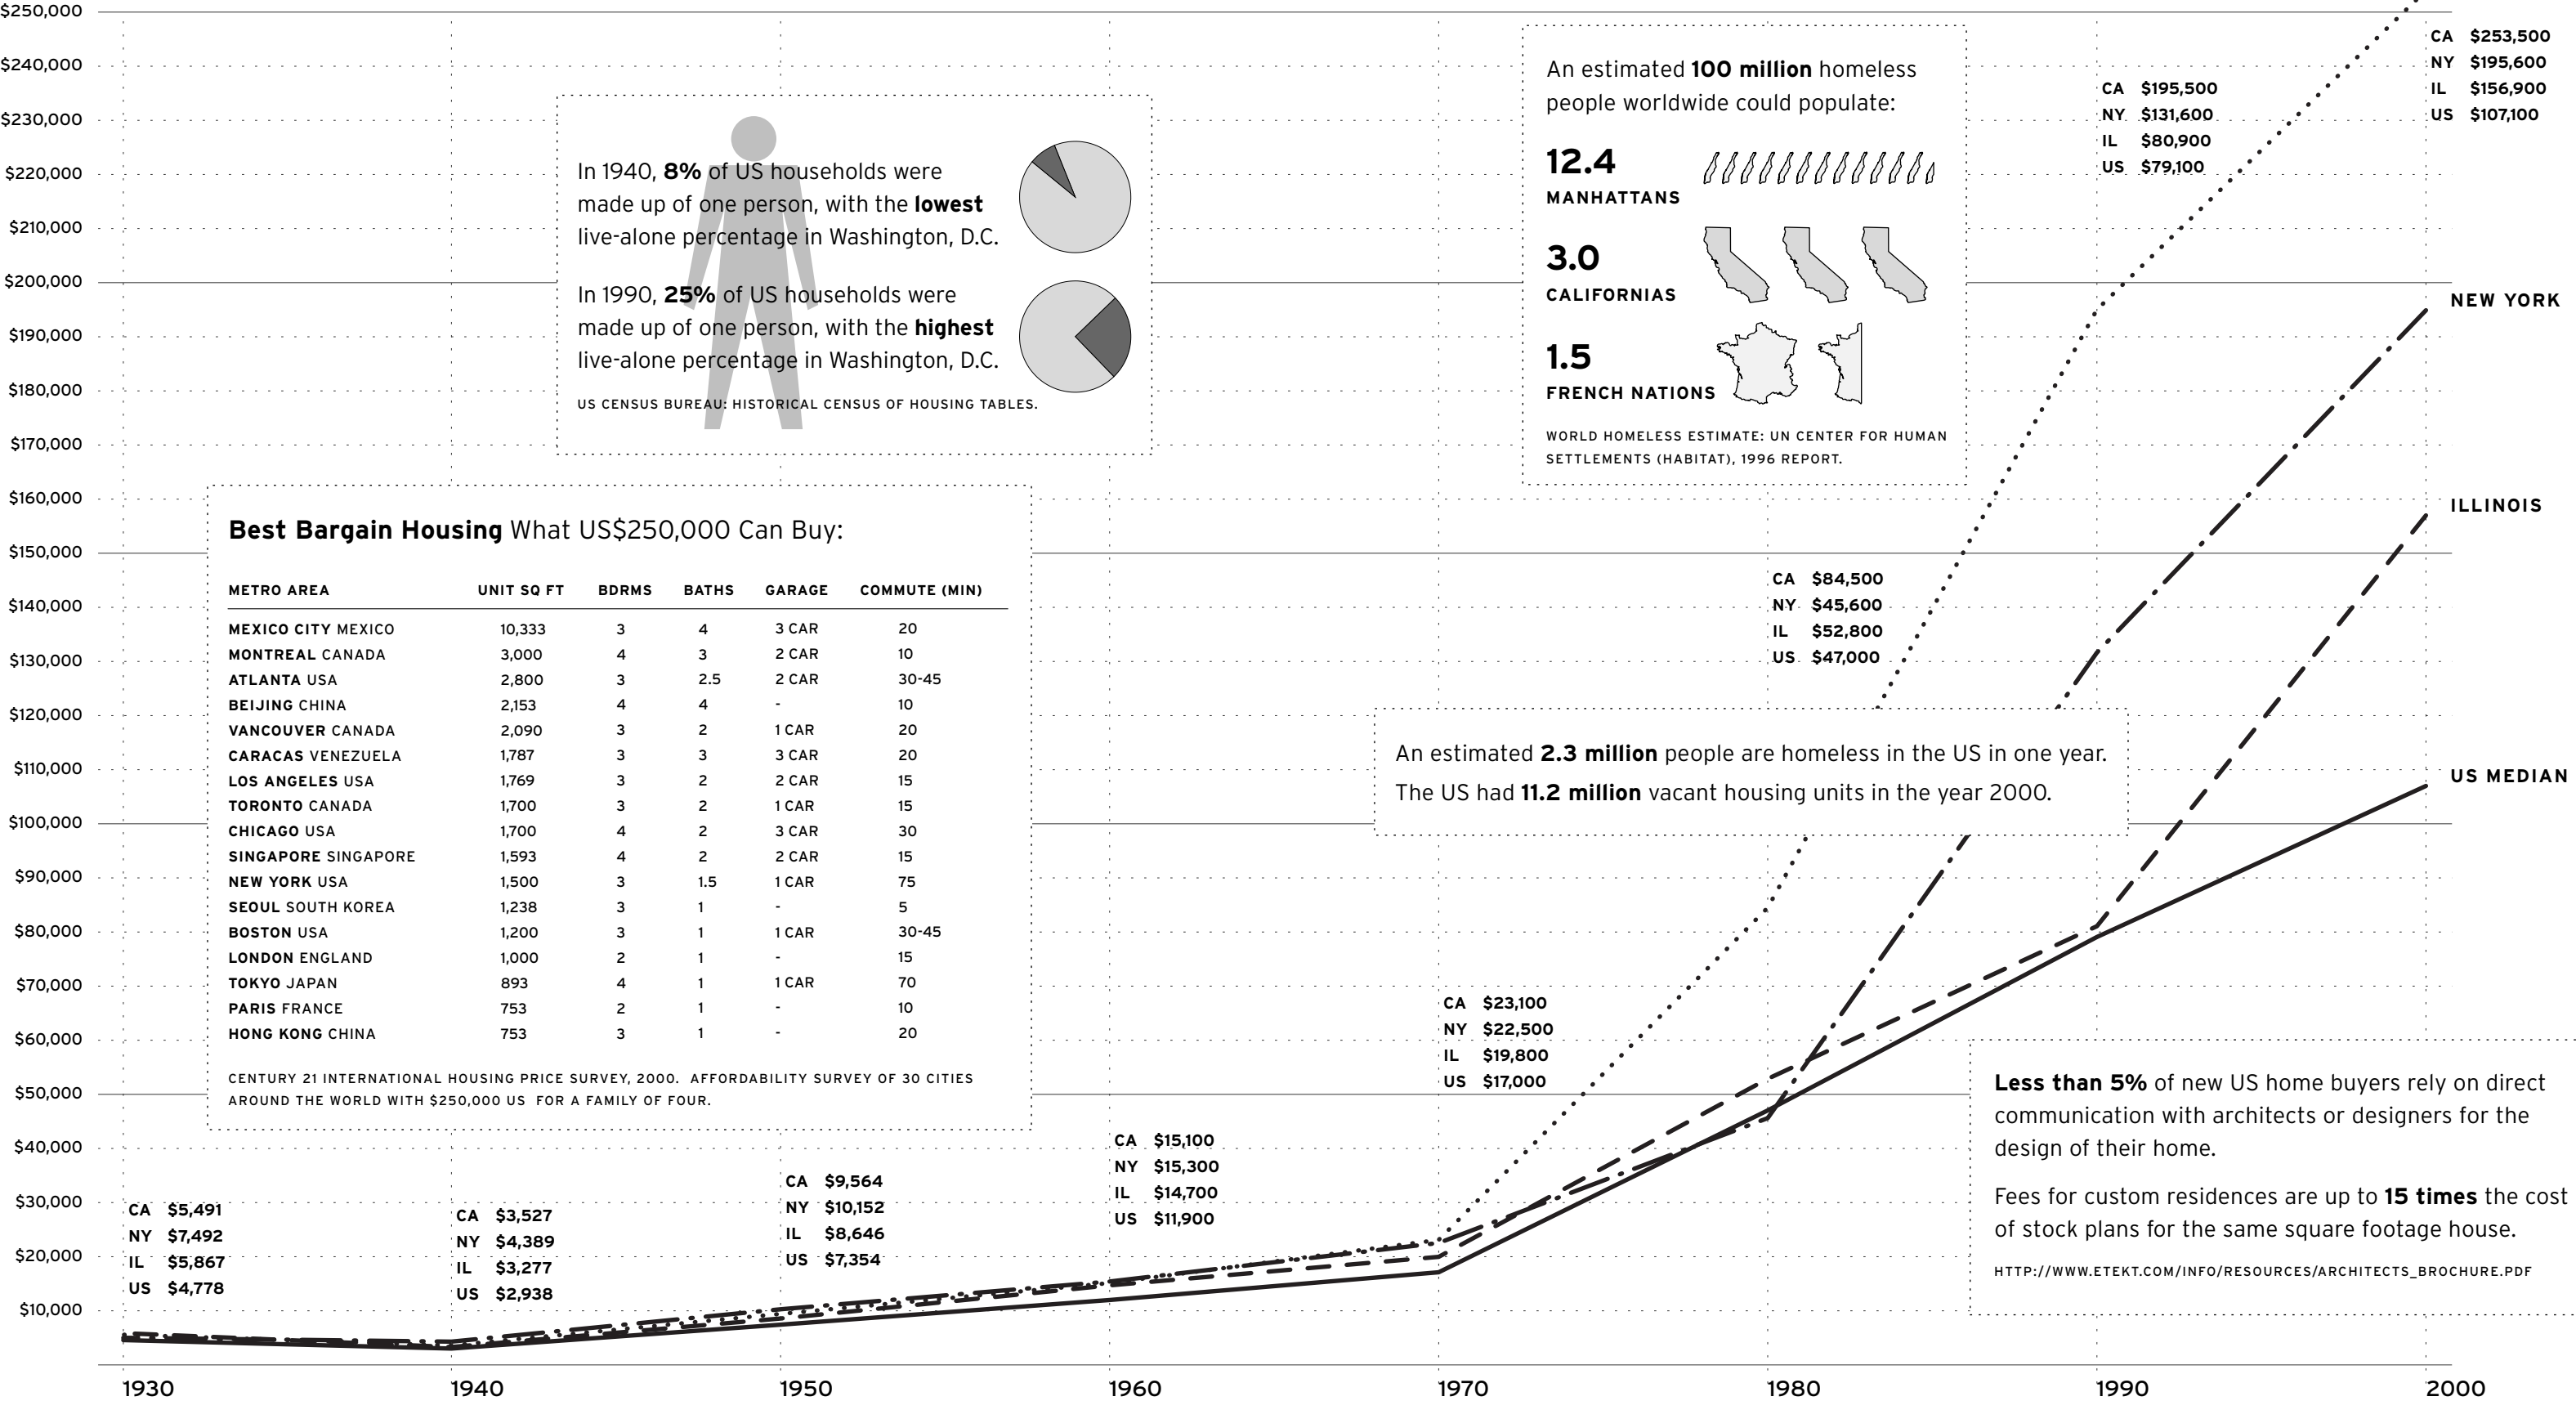 $250,000
$240,000
$230,000
$220,000
$210,000
$200,000
$190,000
$180,000
$170,000
$160,000
$150,000
$140,000
$130,000
$120,000
$110,000
$100,000
$90,000
$80,000
$70,000
$60,000
$50,000
$40,000
$30,000
$20,000
$10,000
In 1940, 8% of US households were
made up of one person, with the lowest
live-alone percentage in Washington, D.C.
In 1990, 25% of US households were
made up of one person, with the highest
live-alone percentage in Washington, D.C.
US CENSUS BUREAU: HISTORICAL CENSUS OF HOUSING TABLES.
An estimated 100 million homeless
people worldwide could populate:
12.4
MANHATTANS
3.0
CALIFORNIAS
1.5
FRENCH NATIONS
WORLD HOMELESS ESTIMATE: UN CENTER FOR HUMAN
SETTLEMENTS (HABITAT), 1996 REPORT.
Best Bargain Housing What US$250,000 Can Buy:
METRO AREA UNIT SQ FT BDRMS BATHS GARAGE COMMUTE (MIN)
MEXICO CITY MEXICO 10,333 3 4 3 CAR 20
MONTREAL CANADA 3,000 4 3 2 CAR 10
ATLANTA USA 2,800 3 2.5 2 CAR 30-45
BEIJING CHINA 2,153 4 4 - 10
VANCOUVER CANADA 2,090 3 2 1 CAR 20
CARACAS VENEZUELA 1,787 3 3 3 CAR 20
LOS ANGELES USA 1,769 3 2 2 CAR 15
TORONTO CANADA 1,700 3 2 1 CAR 15
CHICAGO USA 1,700 4 2 3 CAR 30
SINGAPORE SINGAPORE 1,593 4 2 2 CAR 15
NEW YORK USA 1,500 3 1.5 1 CAR 75
SEOUL SOUTH KOREA 1,238 3 1 - 5
BOSTON USA 1,200 3 1 1 CAR 30-45
LONDON ENGLAND 1,000 2 1 - 15
TOKYO JAPAN 893 4 1 1 CAR 70
PARIS FRANCE 753 2 1 - 10
HONG KONG CHINA 753 3 1 - 20
CENTURY 21 INTERNATIONAL HOUSING PRICE SURVEY, 2000. AFFORDABILITY SURVEY OF 30 CITIES
AROUND THE WORLD WITH $250,000 US FOR A FAMILY OF FOUR.
An estimated 2.3 million people are homeless in the US in one year.
The US had 11.2 million vacant housing units in the year 2000.
Less than 5% of new US home buyers rely on direct
communication with architects or designers for the
design of their home.
Fees for custom residences are up to 15 times the cost
of stock plans for the same square footage house.
HTTP://WWW.ETEKT.COM/INFO/RESOURCES/ARCHITECTS_BROCHURE.PDF
CA $5,491
NY $7,492
IL $5,867
US $4,778
CA $3,527
NY $4,389
IL $3,277
US $2,938
CA $9,564
NY $10,152
IL $8,646
US $7,354
CA $15,100
NY $15,300
IL $14,700
US $11,900
CA $23,100
NY $22,500
IL $19,800
US $17,000
CA $84,500
NY $45,600
IL $52,800
US $47,000
CA $195,500
NY $131,600
IL $80,900
US $79,100
CA $253,500
NY $195,600
IL $156,900
US $107,100
NEW YORK
ILLINOIS
US MEDIAN
1930 1940 1950 1960 1970 1980 1990 2000